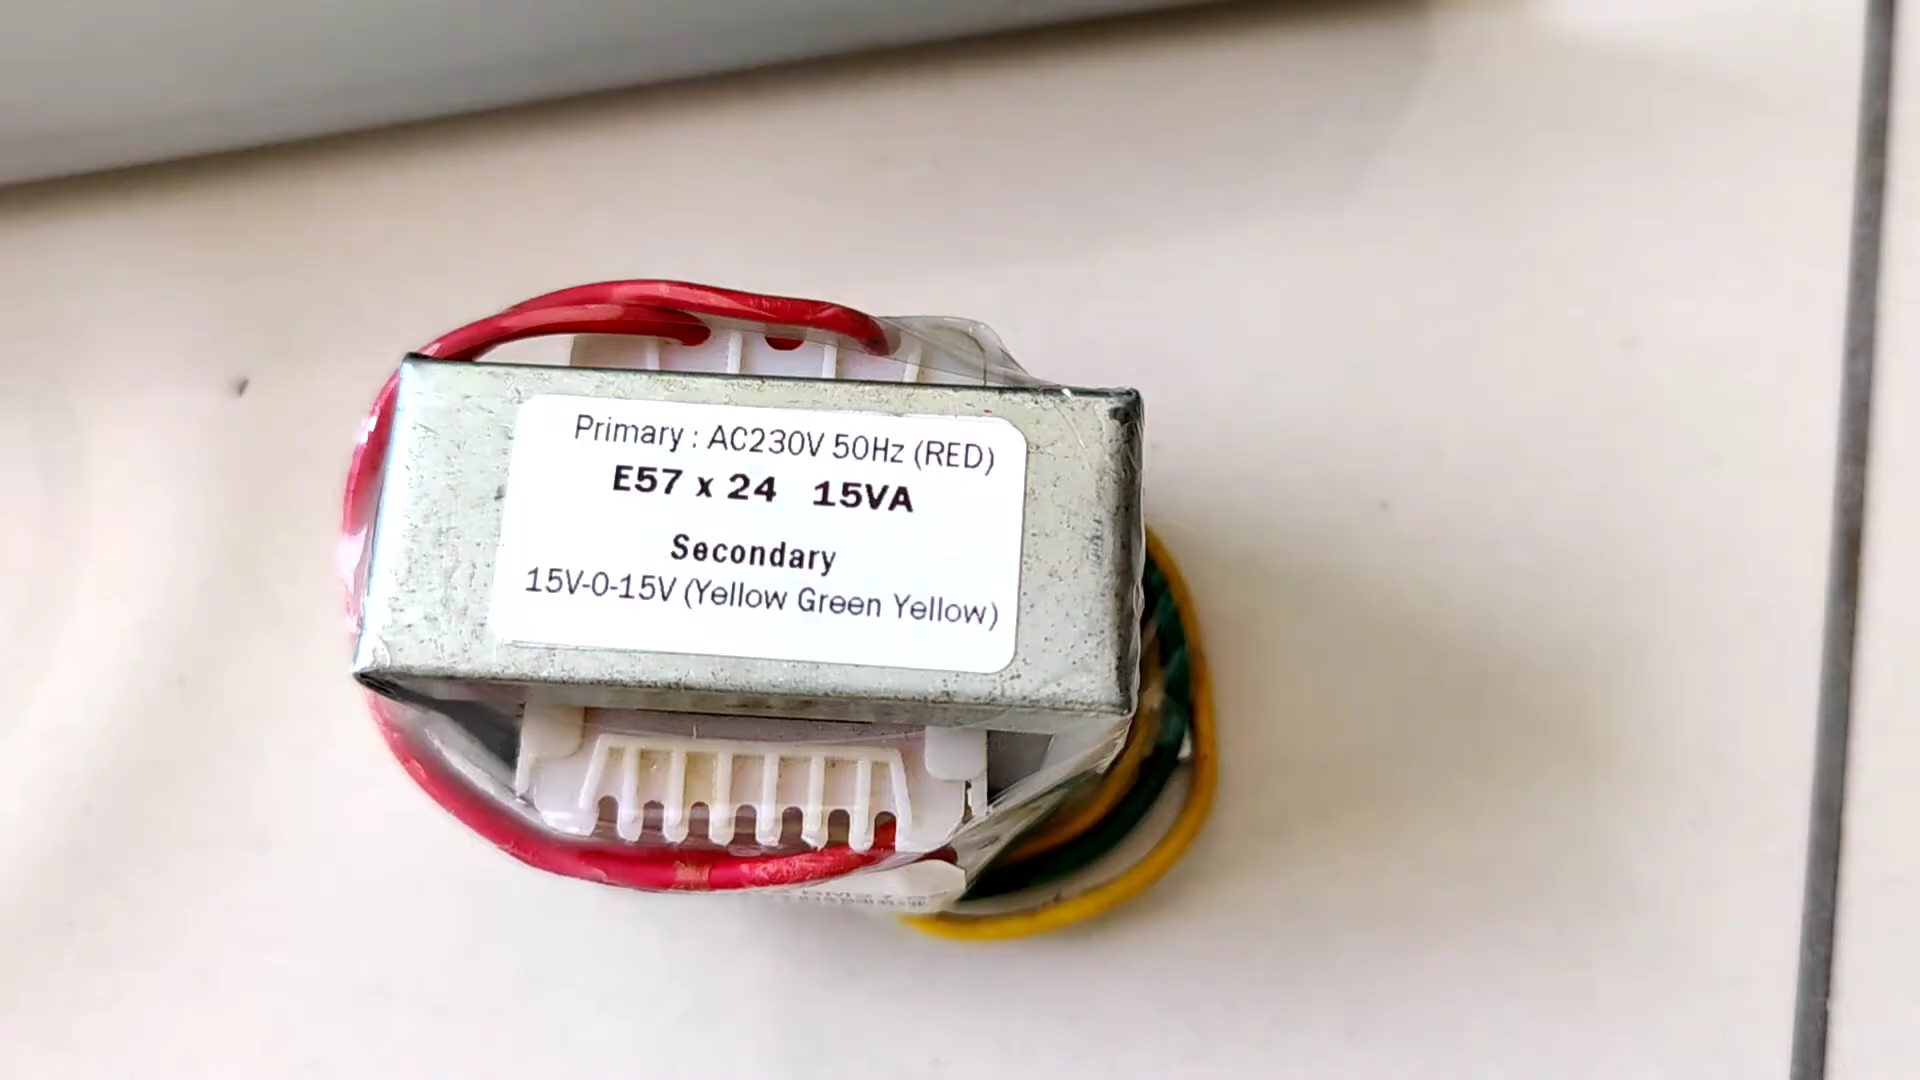 Primary : AC230V 50Hz (RED)
E57 x 24 15VA
Secondary
15V-0-15V (Yellow Green Yellow)